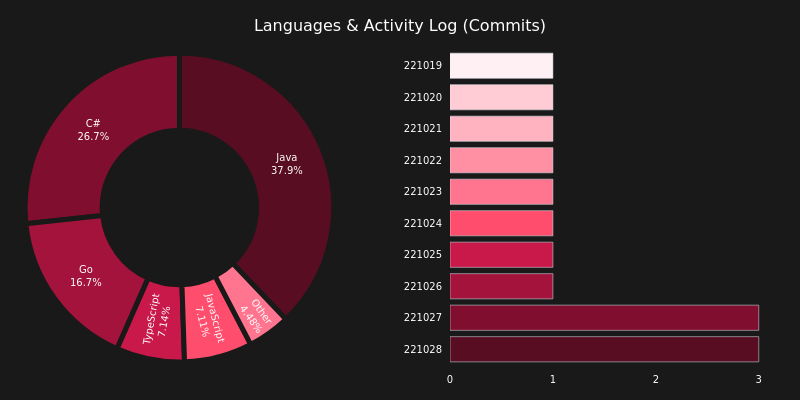 Languages & Activity Log (Commits)
C#
26.7%
Java
37.9%
Go
16.7%
TypeScript
7.14%
JavaScript
7.11%
Other
4.48%
221019
221020
221021
221022
221023
221024
221025
221026
221027
221028
0 1 2 3